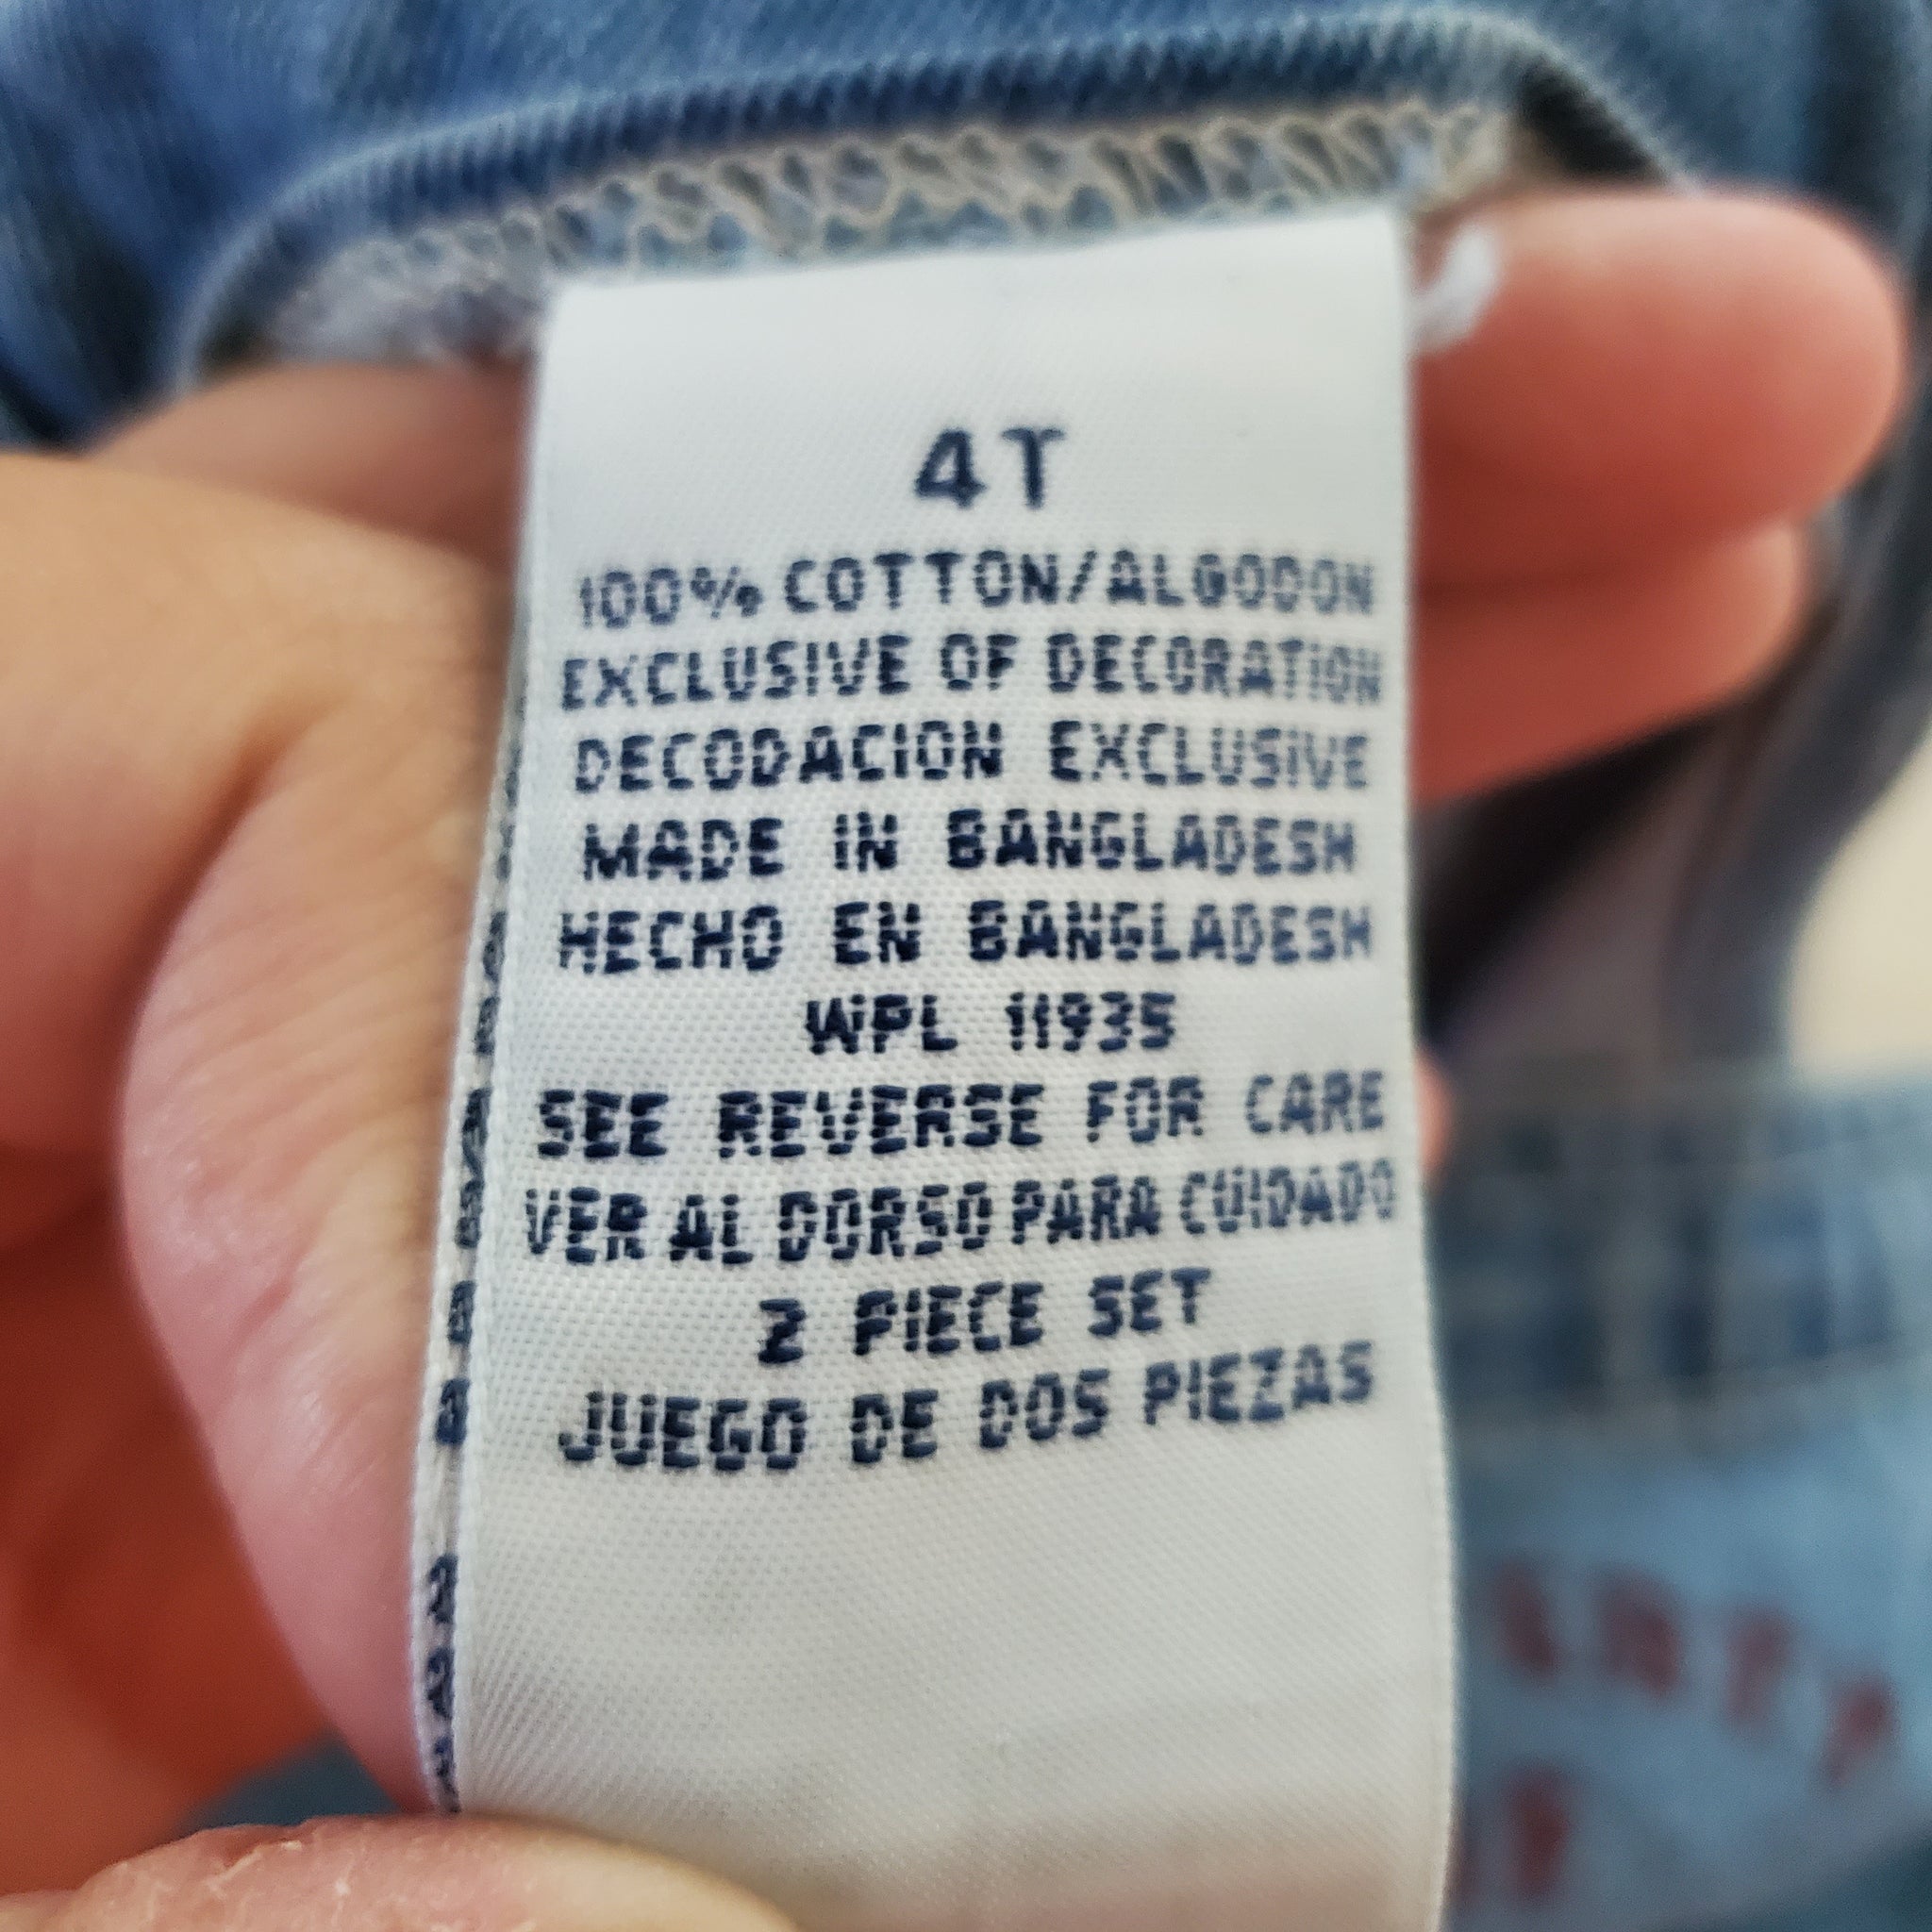 4T
100% COTTON/ALGODON
EXCLUSIVE OF DECORATION
DECODACION EXCLUSIVE
MADE IN BANGLADESH
HECHO EN BANGLADESH
WPL 11935
SEE REVERSE FOR CARE
VER AL DORSO PARA CUIDADO
2 PIECE SET
JUEGO DE DOS PIEZAS